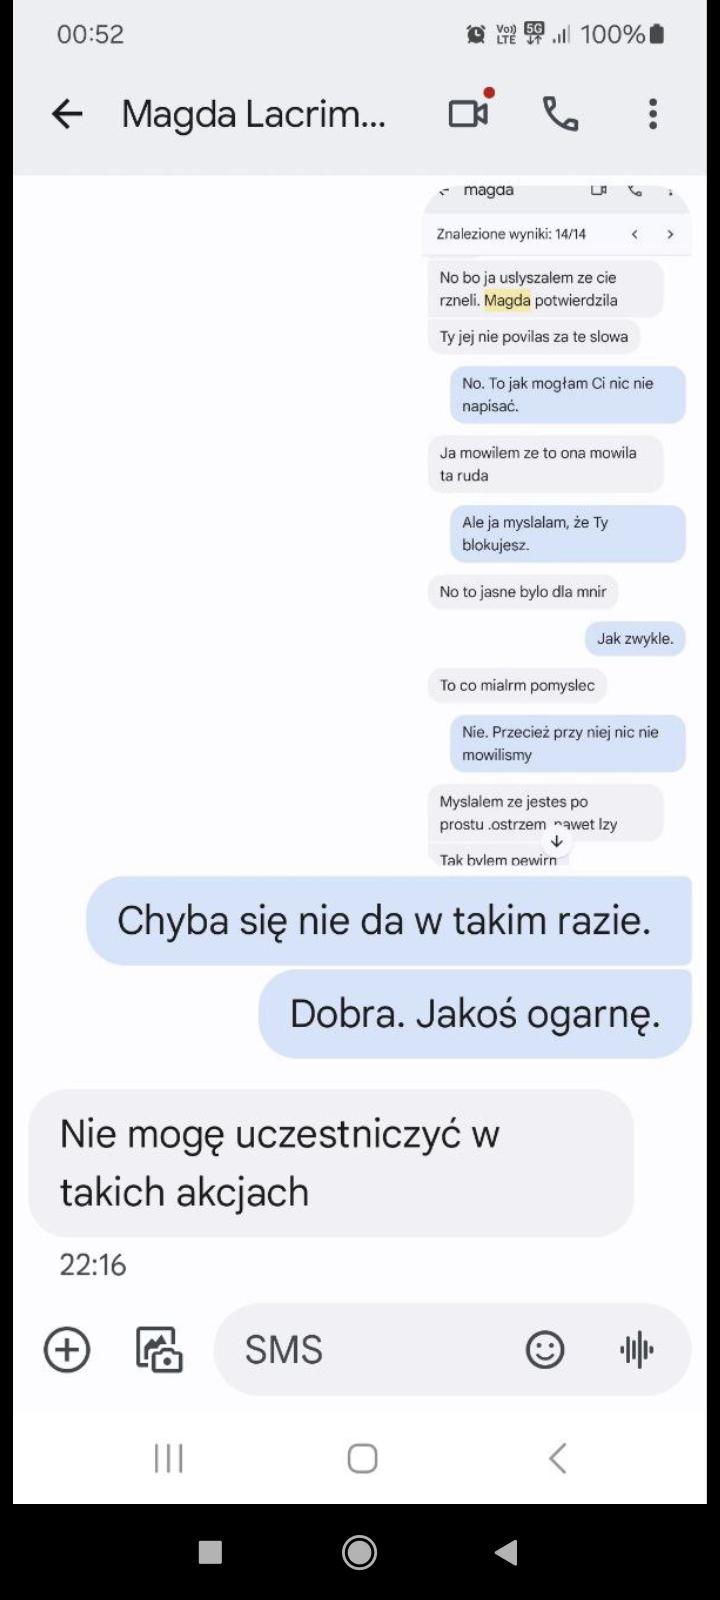 00:52
Vo)) LTE 5G 100%
Magda Lacrim...
magda
Znalezione wyniki: 14/14
No bo ja uslyszalem ze cie
rzneli. Magda potwierdzila
Ty jej nie povilas za te slowa
No. To jak mogłam Ci nic nie
napisać.
Ja mowilem ze to ona mowila
ta ruda
Ale ja myslalam, że Ty
blokujesz.
No to jasne bylo dla mnir
Jak zwykle.
To co mialrm pomyslec
Nie. Przecież przy niej nic nie
mowilismy
Myslalem ze jestes po
prostu .ostrzem nawet lzy
Tak bylem pewirn
Chyba się nie da w takim razie.
Dobra. Jakoś ogarnę.
Nie mogę uczestniczyć w
takich akcjach
22:16
SMS